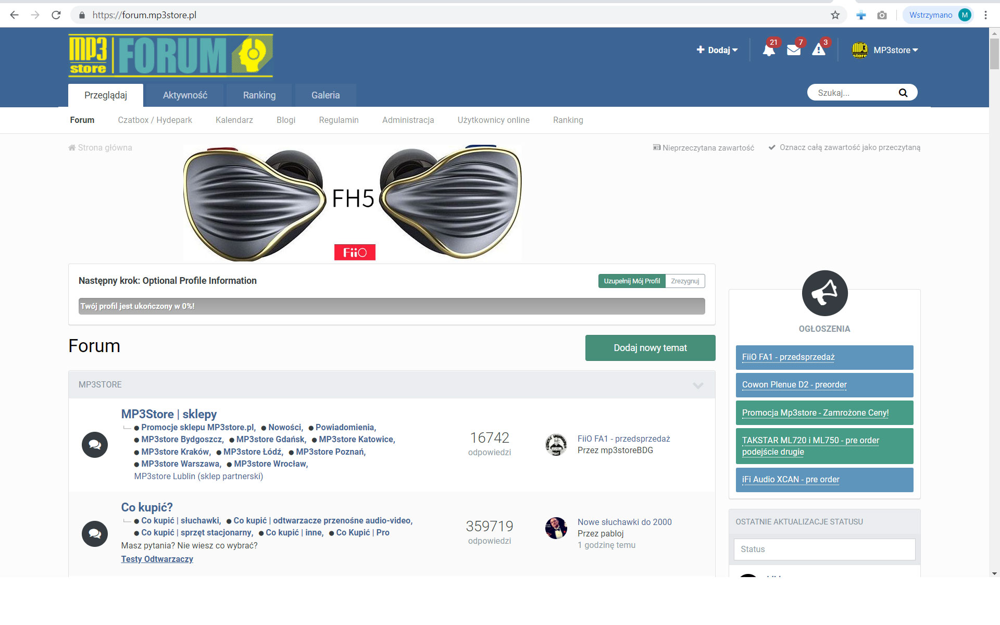 https://forum.mp3store.pl
Wstrzymano M
mp3 store FORUM
Dodaj
21
7
3
mp3 store
MP3store
Przeglądaj
Aktywność
Ranking
Galeria
Szukaj...
Forum
Czatbox / Hydepark
Kalendarz
Blogi
Regulamin
Administracja
Użytkownicy online
Ranking
Strona główna
Nieprzeczytana zawartość
Oznacz całą zawartość jako przeczytaną
FH5
FiiO
Następny krok: Optional Profile Information
Uzupełnij Mój Profil
Zrezygnuj
Twój profil jest ukończony w 0%!
Forum
Dodaj nowy temat
MP3STORE
MP3Store | sklepy
Promocje sklepu MP3store.pl, Nowości, Powiadomienia,
MP3store Bydgoszcz, MP3store Gdańsk, MP3store Katowice,
MP3store Kraków, MP3store Łódź, MP3store Poznań,
MP3store Warszawa, MP3store Wrocław,
MP3store Lublin (sklep partnerski)
16742
odpowiedzi
FiiO FA1 - przedsprzedaż
Przez mp3storeBDG
Co kupić?
Co kupić | słuchawki, Co kupić | odtwarzacze przenośne audio-video,
Co kupić | sprzęt stacjonarny, Co kupić | inne, Co Kupić | Pro
Masz pytania? Nie wiesz co wybrać?
Testy Odtwarzaczy
359719
odpowiedzi
Nowe słuchawki do 2000
Przez pabloj
1 godzinę temu
OGŁOSZENIA
FiiO FA1 - przedsprzedaż
Cowon Plenue D2 - preorder
Promocja Mp3store - Zamrożone Ceny!
TAKSTAR ML720 i ML750 - pre order
podejście drugie
iFi Audio XCAN - pre order
OSTATNIE AKTUALIZACJE STATUSU
Status